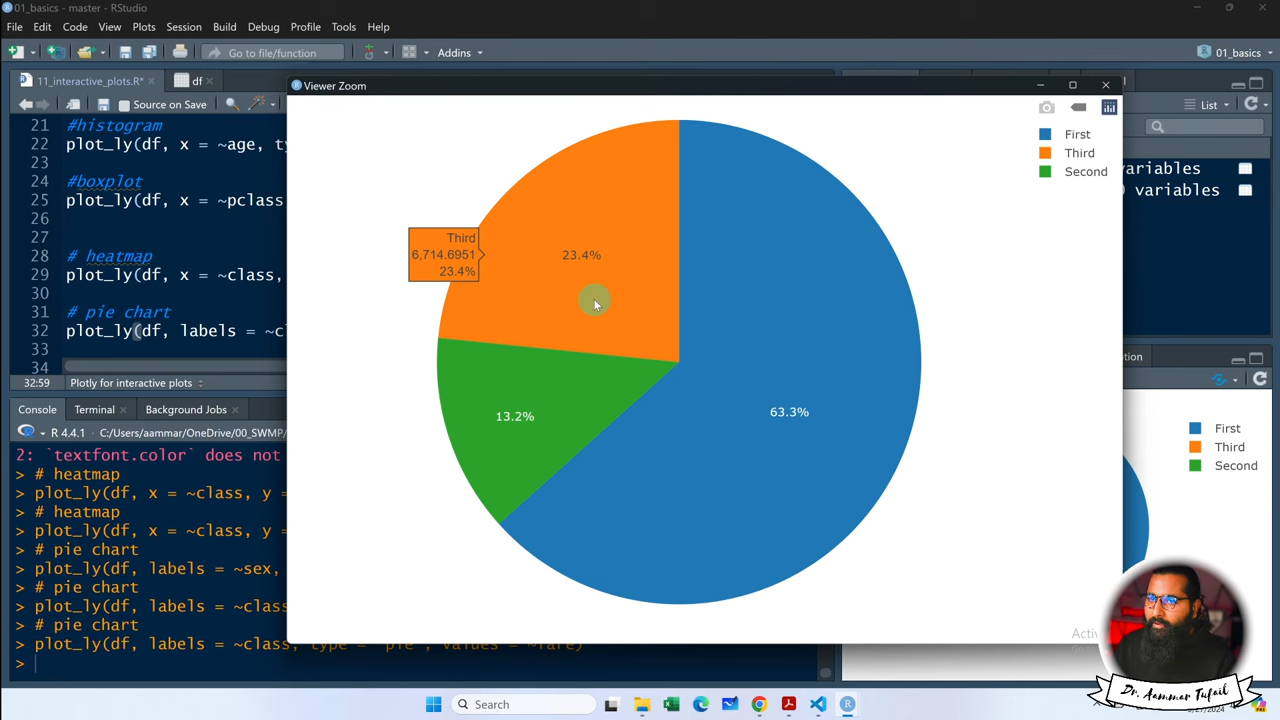 01_basics - master - RStudio
File Edit Code View Plots Session Build Debug Profile Tools Help
Go to file/function
Addins
01_basics
11_interactive_plots.R*
df
Source on Save
21 #histogram
22 plot_ly(df, x = ~age, ty
23
24 #boxplot
25 plot_ly(df, x = ~pclass
26
27
28 # heatmap
29 plot_ly(df, x = ~class,
30
31 # pie chart
32 plot_ly(df, labels = ~cl
33
34
32:59 Plotly for interactive plots
Console Terminal Background Jobs
R 4.4.1 C:/Users/aammar/OneDrive/00_SWMP/
2: `textfont.color` does not
> # heatmap
> plot_ly(df, x = ~class, y =
> # heatmap
> plot_ly(df, x = ~class, y =
> # pie chart
> plot_ly(df, labels = ~sex,
> # pie chart
> plot_ly(df, labels = ~class
> # pie chart
> plot_ly(df, labels = ~class, type = "pie", values = ~fare)
>
Viewer Zoom
First
Third
Second
Third
6,714.6951
23.4%
23.4%
13.2%
63.3%
List
variables
variables
First
Third
Second
Search
Dr. Aammar Tufail